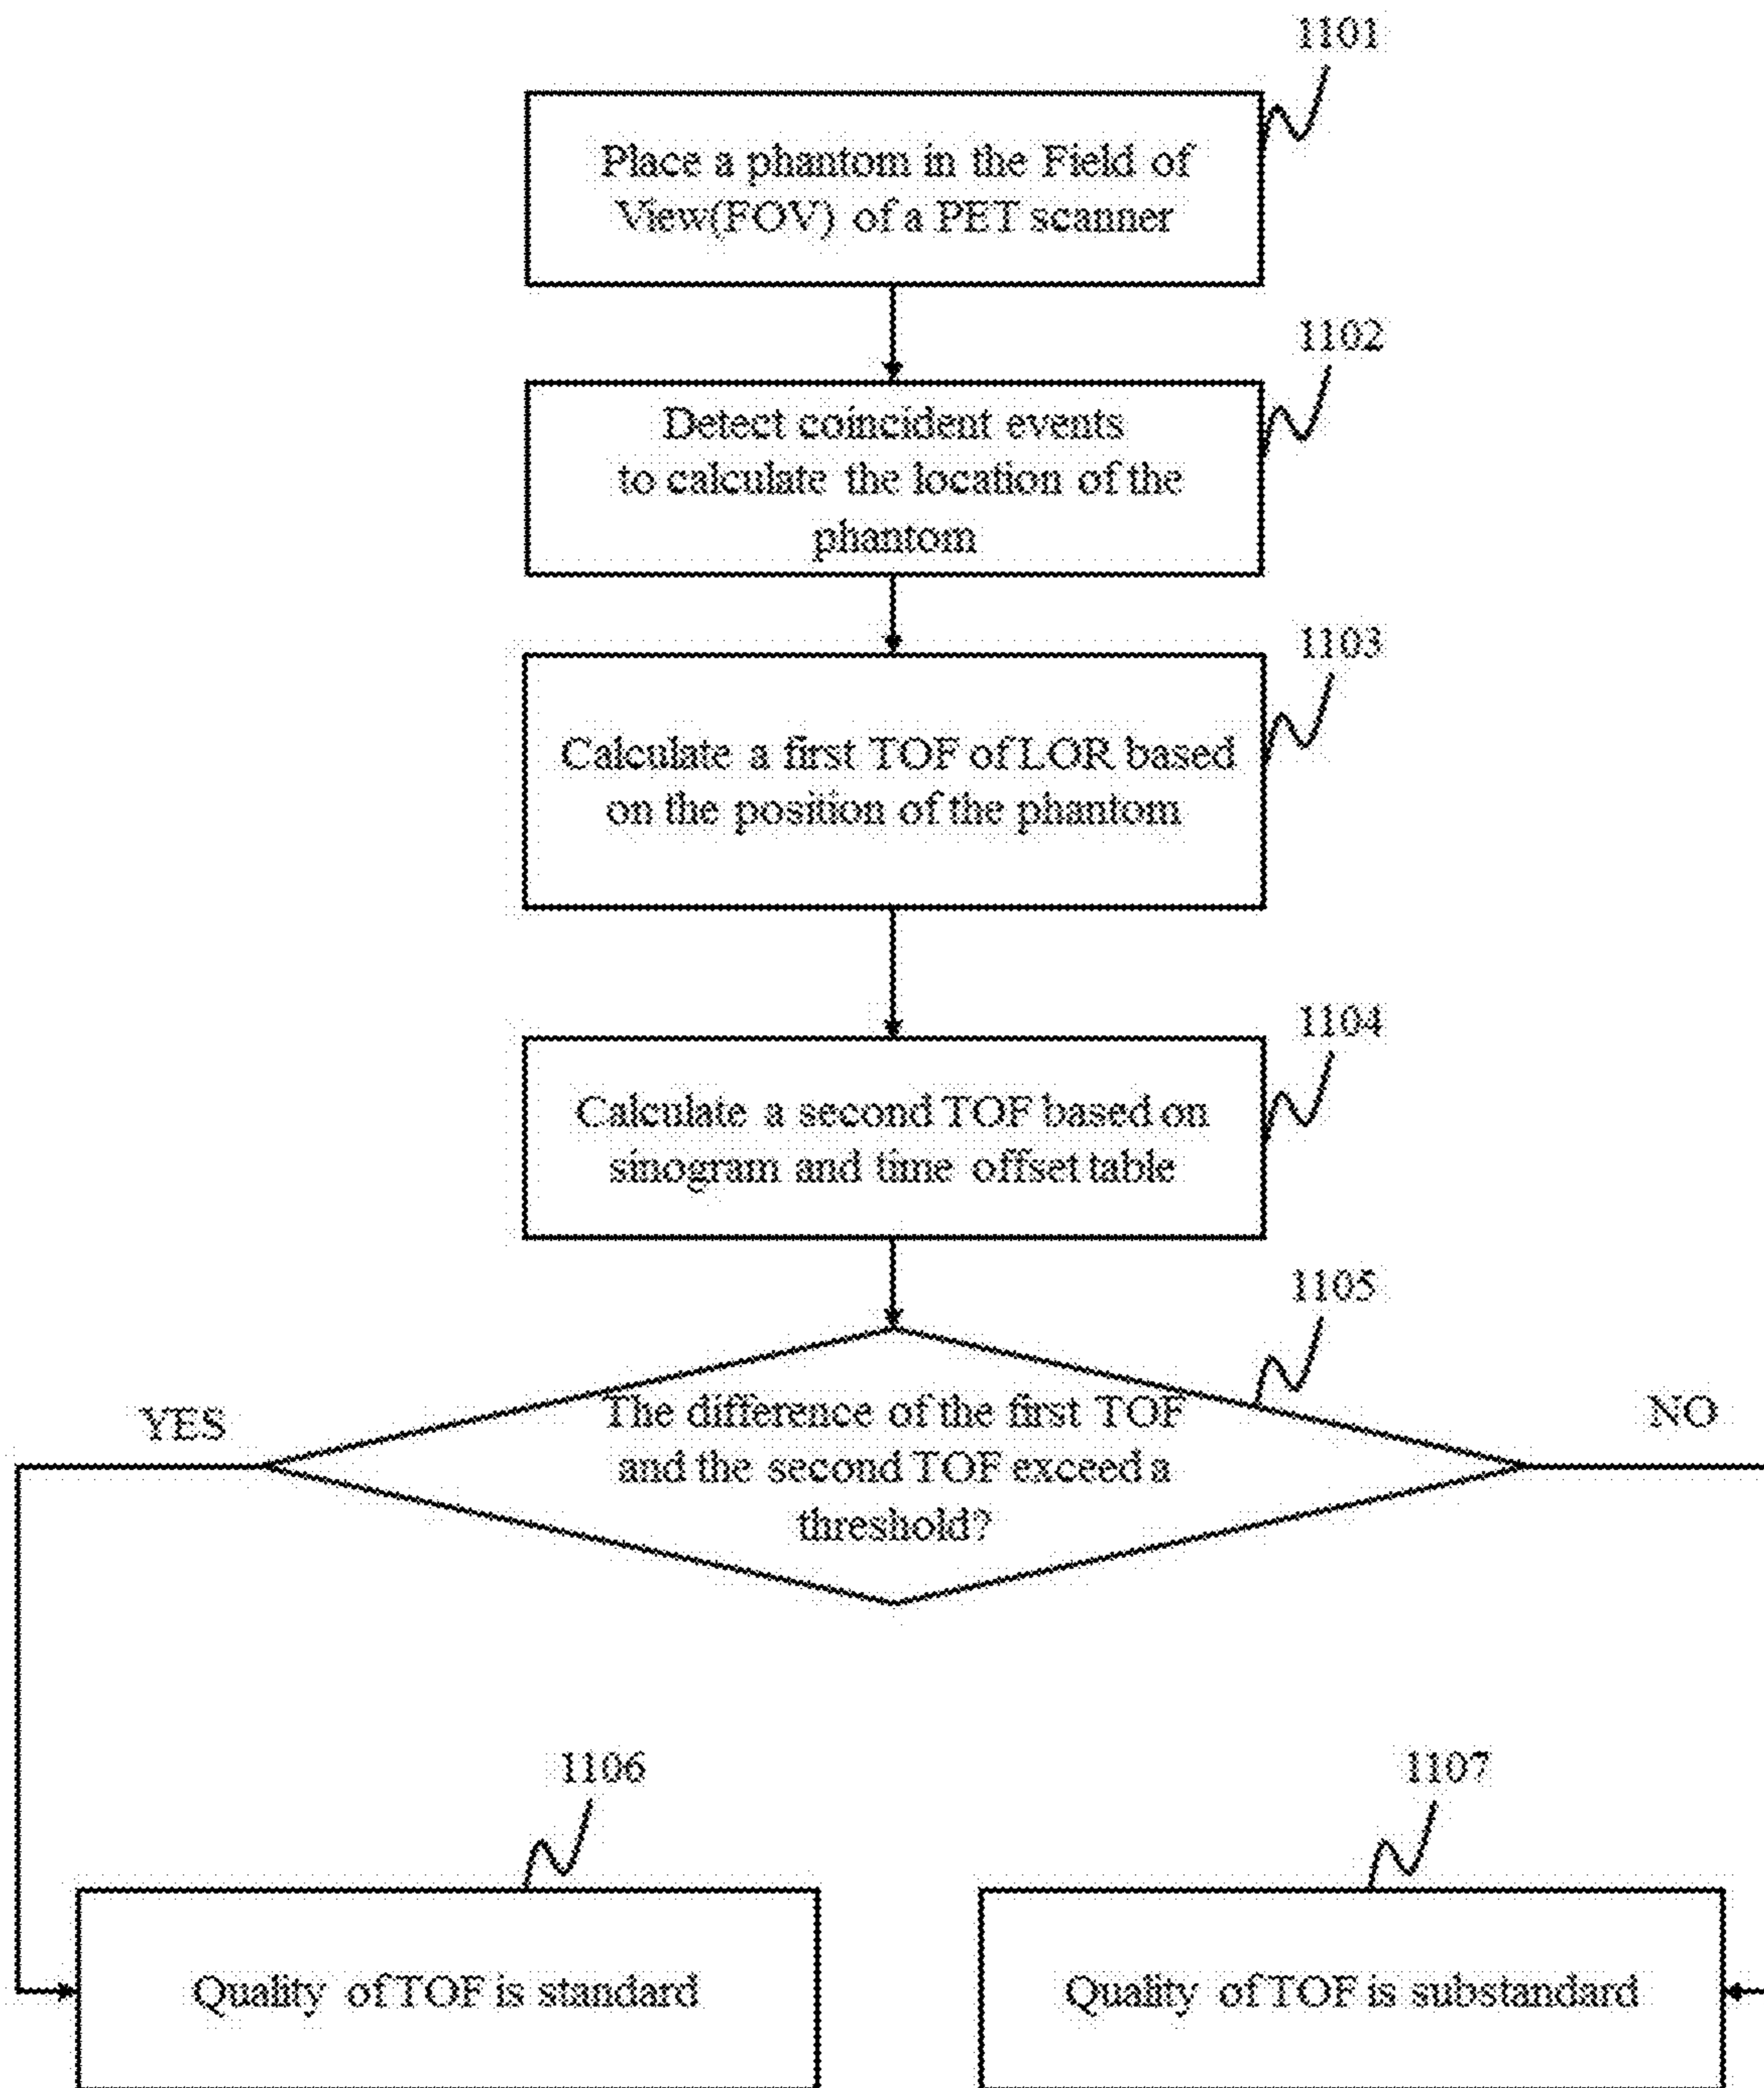 1101
Place a phantom in the Field of
View(FOV) of a PET scanner
1102
Detect coincident events
to calculate the location of the
phantom
1103
Calculate a first TOF of LOR based
on the position of the phantom
1104
Calculate a second TOF based on
sinogram and time offset table
1105
YES
The difference of the first TOF
and the second TOF exceed a
threshold?
NO
1106
Quality of TOF is standard
1107
Quality of TOF is substandard